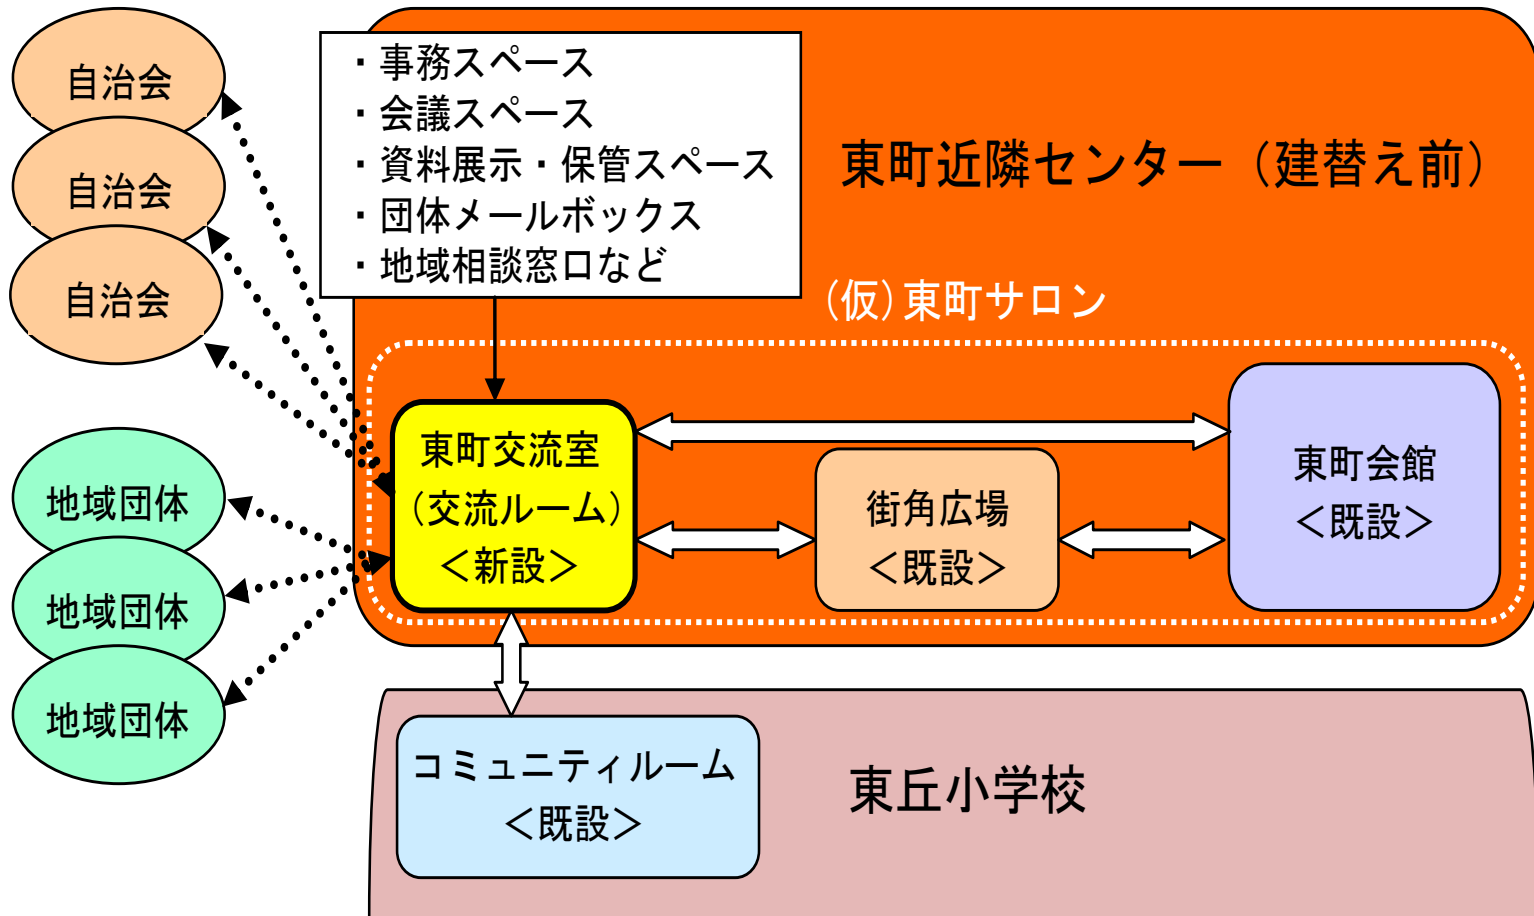 自治会
自治会
自治会
・事務スペース
・会議スペース
・資料展示・保管スペース
・団体メールボックス
・地域相談窓口など
東町近隣センター（建替え前）
(仮)東町サロン
地域団体
地域団体
地域団体
東町交流室
(交流ルーム)
＜新設＞
街角広場
＜既設＞
東町会館
＜既設＞
コミュニティルーム
＜既設＞
東丘小学校